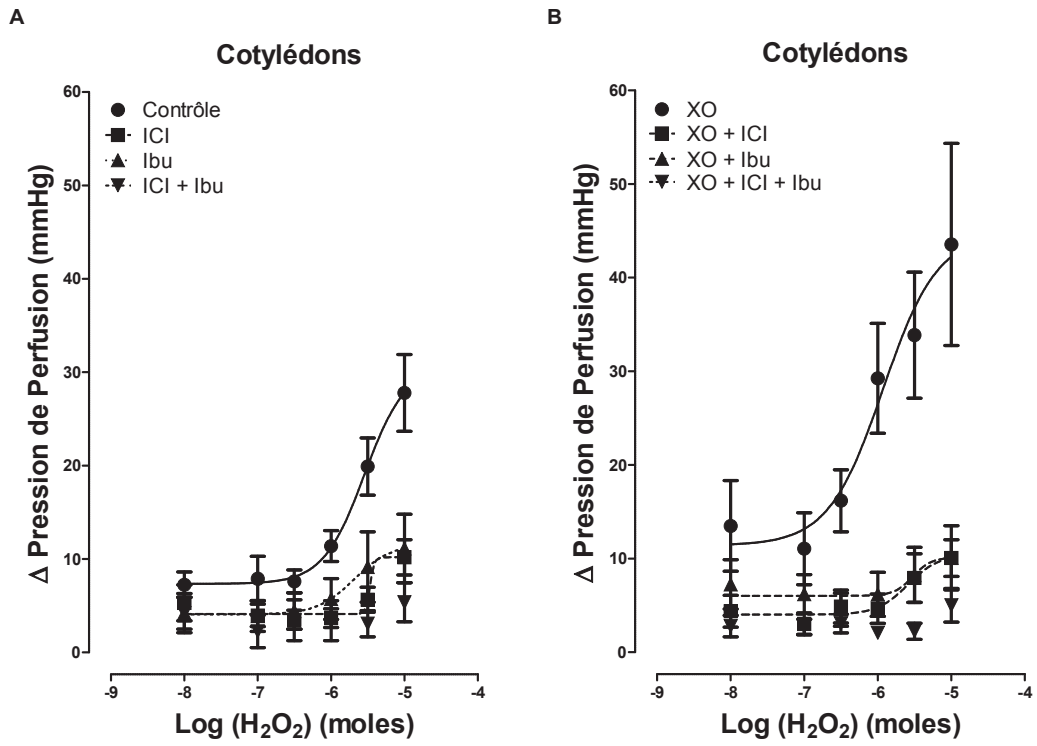 A
Cotylédons
Δ Pression de Perfusion (mmHg)
60
50
40
30
20
10
0
Contrôle
ICI
Ibu
ICI + Ibu
-9 -8 -7 -6 -5 -4
Log (H₂O₂) (moles)
B
Cotylédons
Δ Pression de Perfusion (mmHg)
60
50
40
30
20
10
0
XO
XO + ICI
XO + Ibu
XO + ICI + Ibu
-9 -8 -7 -6 -5 -4
Log (H₂O₂) (moles)